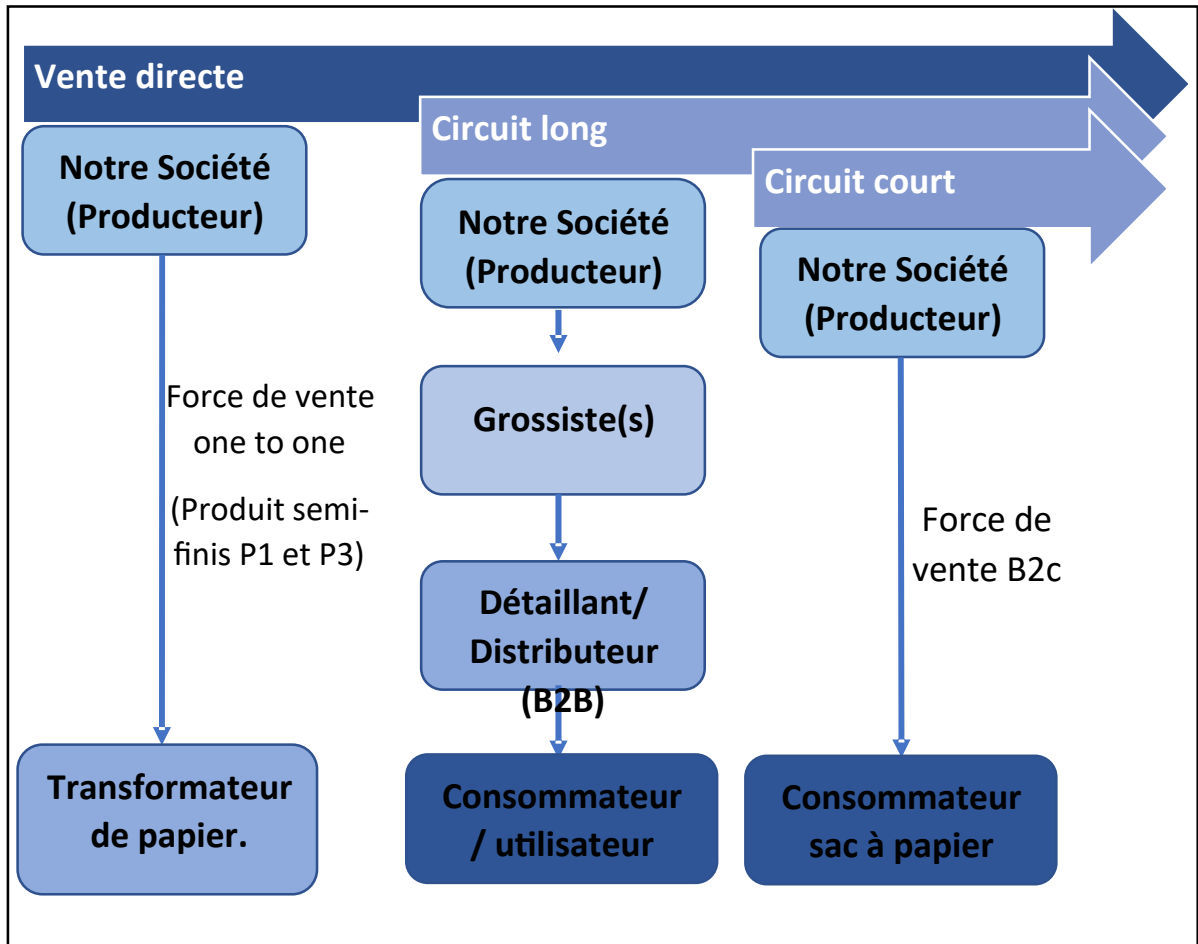 Vente directe
Circuit long
Circuit court
Notre Société
(Producteur)
Force de vente
one to one
(Produit semi-
finis P1 et P3)
Transformateur
de papier.
Notre Société
(Producteur)
Grossiste(s)
Détaillant/
Distributeur
(B2B)
Consommateur
/ utilisateur
Notre Société
(Producteur)
Force de
vente B2c
Consommateur
sac à papier